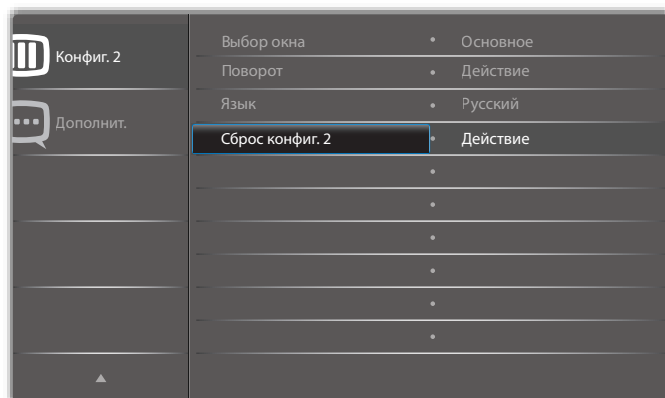 Конфиг. 2
Дополнит.
Выбор окна • Основное
Поворот • Действие
Язык • Русский
Сброс конфиг. 2 • Действие